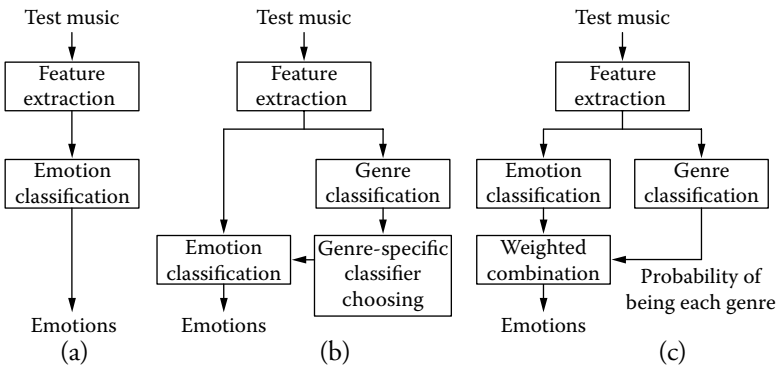 Test music
Feature
extraction
Emotion
classification
Emotions
(a)
Test music
Feature
extraction
Genre
classification
Emotion
classification
Genre-specific
classifier
choosing
Emotions
(b)
Test music
Feature
extraction
Emotion
classification
Genre
classification
Weighted
combination
Probability of
being each genre
Emotions
(c)